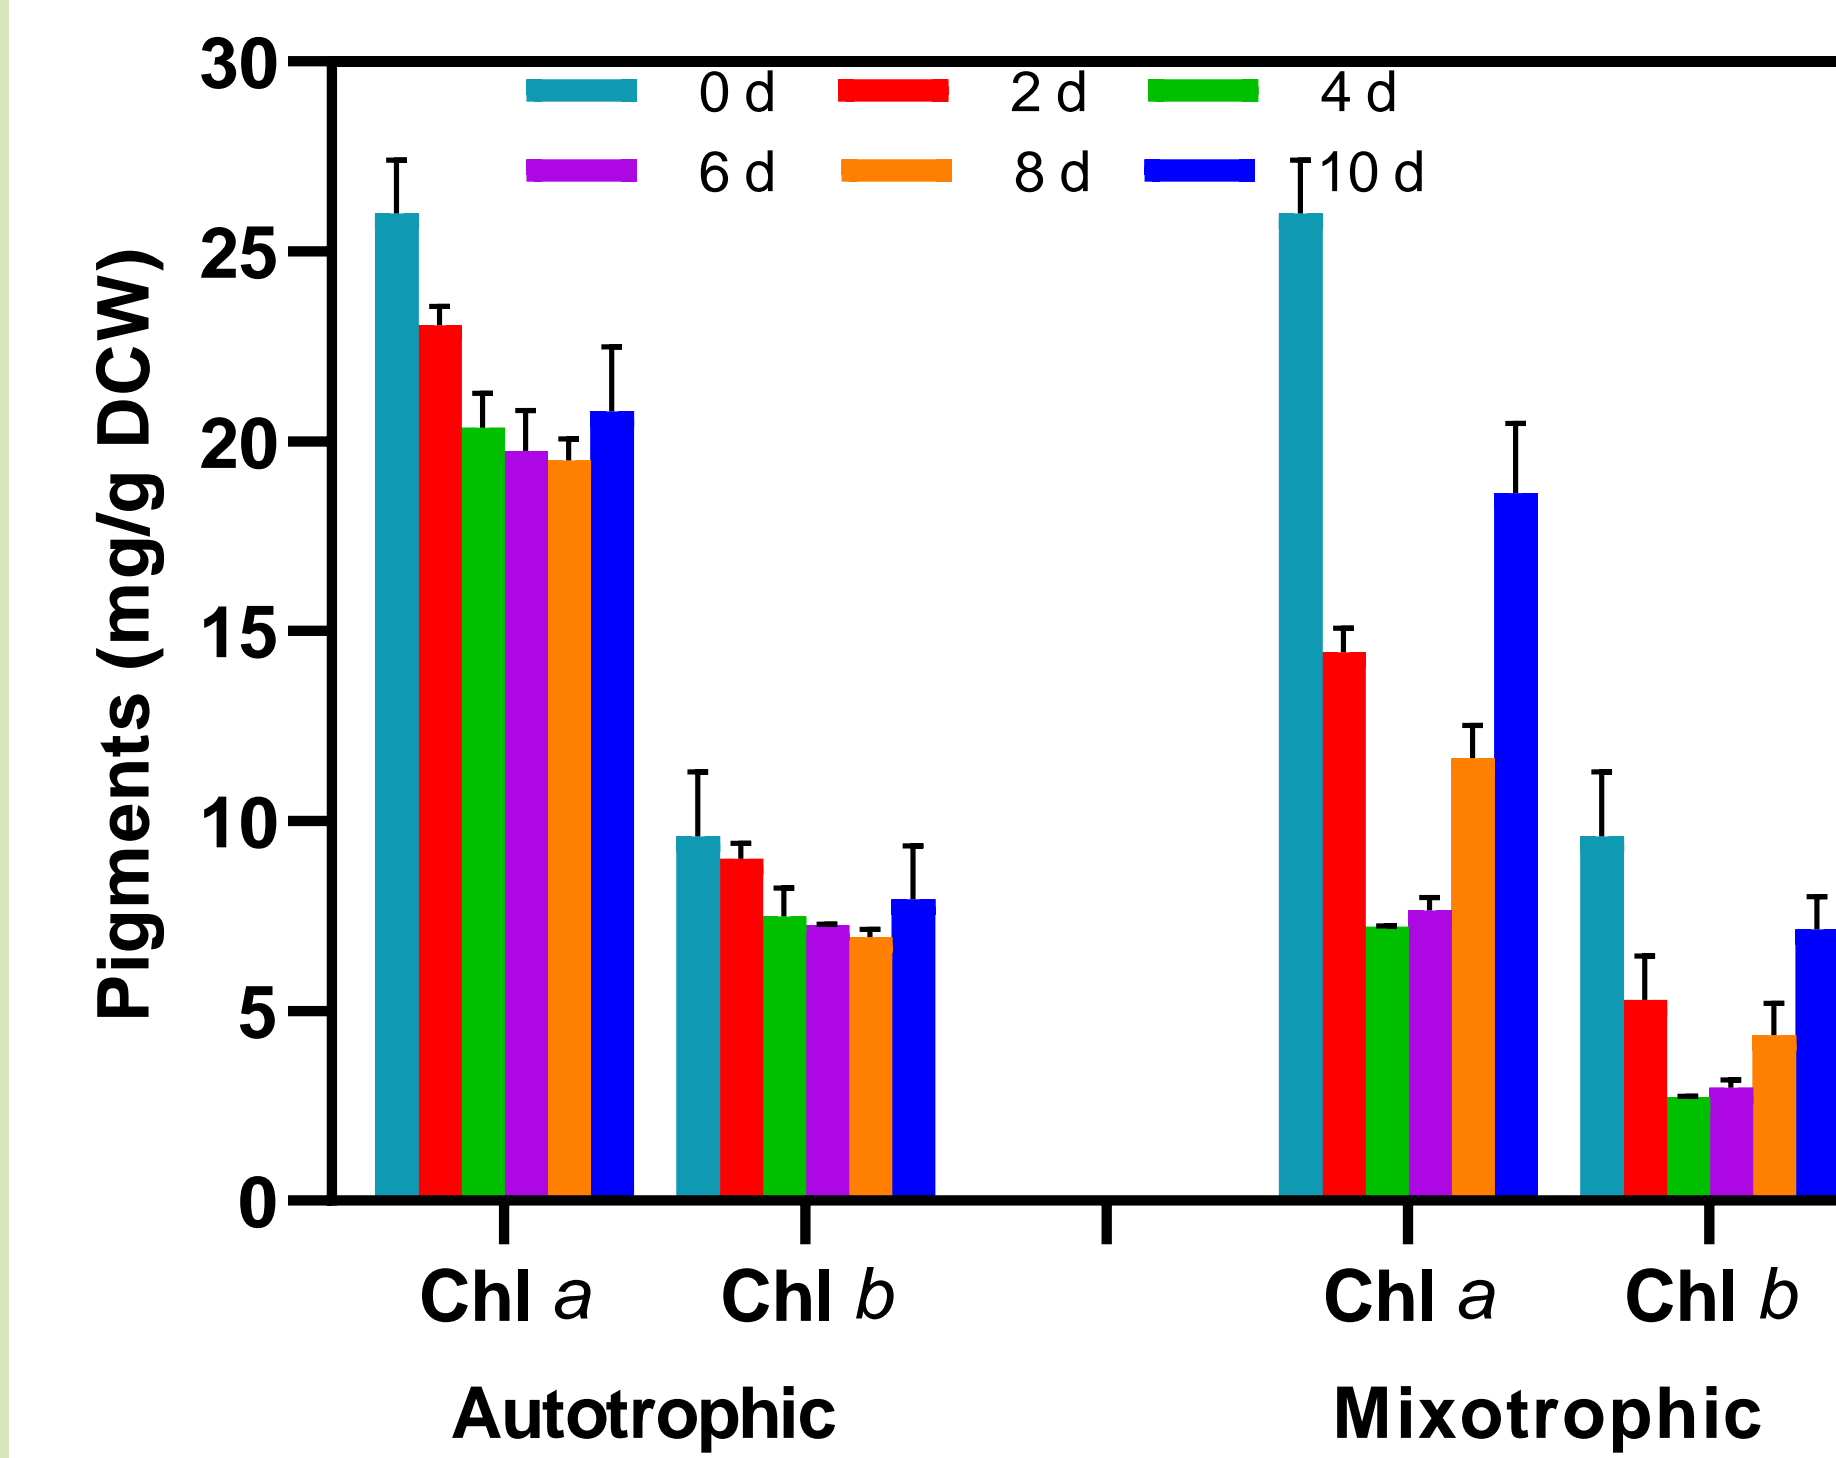 Pigments (mg/g DCW)
30
25
20
15
10
5
0
0 d 2 d 4 d
6 d 8 d 10 d
Chl a Chl b Chl a Chl b
Autotrophic Mixotrophic